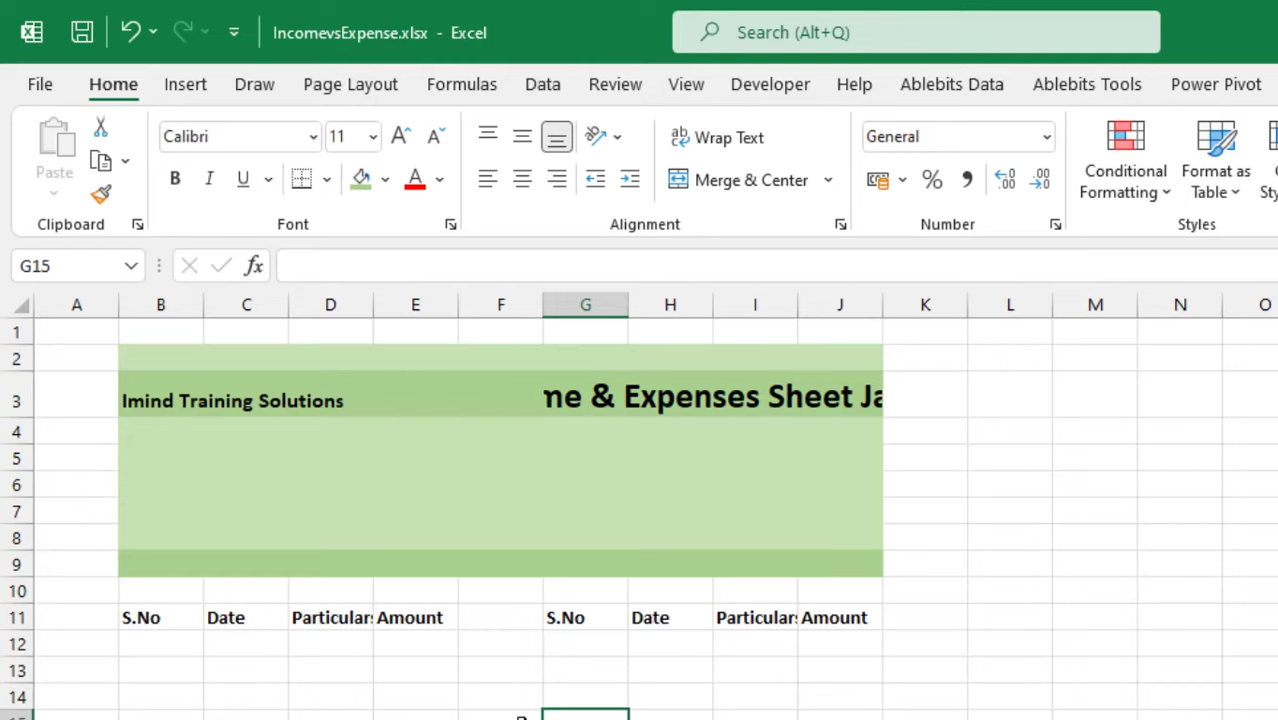 IncomevsExpense.xlsx - Excel
Search (Alt+Q)
File Home Insert Draw Page Layout Formulas Data Review View Developer Help Ablebits Data Ablebits Tools Power Pivot
Paste
Clipboard
Calibri 11
B I U A
Font
Wrap Text
Merge & Center
Alignment
General
% 
Number
Conditional Formatting
Format as Table
Styles
G15 fx
A B C D E F G H I J K L M N O
1
2
3 Imind Training Solutions me & Expenses Sheet Ja
4
5
6
7
8
9
10
11 S.No Date Particulars Amount S.No Date Particulars Amount
12
13
14